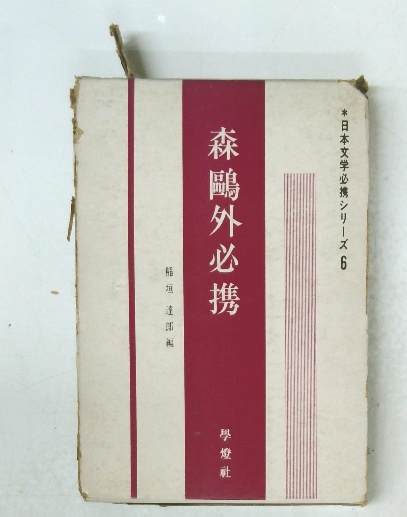 *日本文学必携シリーズ6
森鷗外必携
稲垣達郎編
學燈社